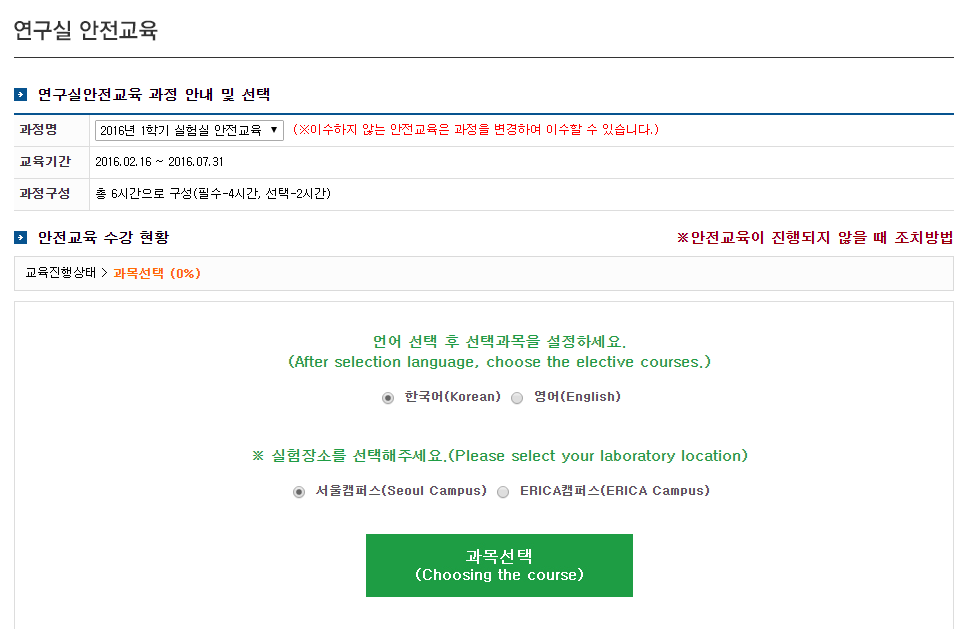 연구실 안전교육
연구실안전교육 과정 안내 및 선택
과정명 2016년 1학기 실험실 안전교육 ▼ (※이수하지 않는 안전교육은 과정을 변경하여 이수할 수 있습니다.)
교육기간 2016.02.16 ~ 2016.07.31
과정구성 총 6시간으로 구성(필수-4시간, 선택-2시간)
안전교육 수강 현황 ※안전교육이 진행되지 않을 때 조치방법
교육진행상태 > 과목선택 (0%)
언어 선택 후 선택과목을 설정하세요.
(After selection language, choose the elective courses.)
한국어(Korean) 영어(English)
※ 실험장소를 선택해주세요.(Please select your laboratory location)
서울캠퍼스(Seoul Campus) ERICA캠퍼스(ERICA Campus)
과목선택
(Choosing the course)